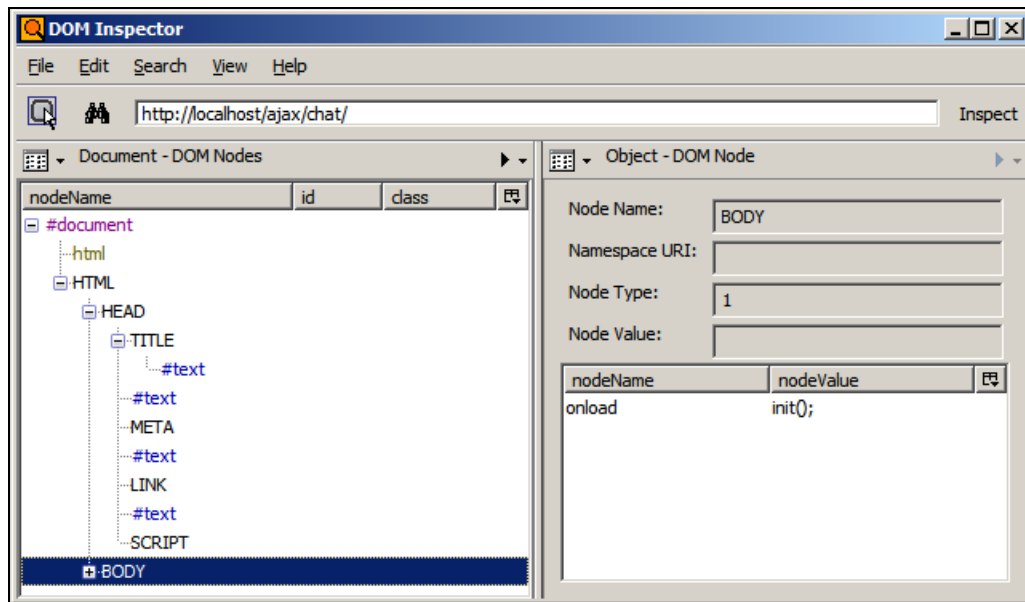 DOM Inspector
File Edit Search View Help
http://localhost/ajax/chat/ Inspect
Document - DOM Nodes
nodeName id class
#document
html
HTML
HEAD
TITLE
#text
#text
META
#text
LINK
#text
SCRIPT
BODY
Object - DOM Node
Node Name: BODY
Namespace URI:
Node Type: 1
Node Value:
nodeName nodeValue
onload init();